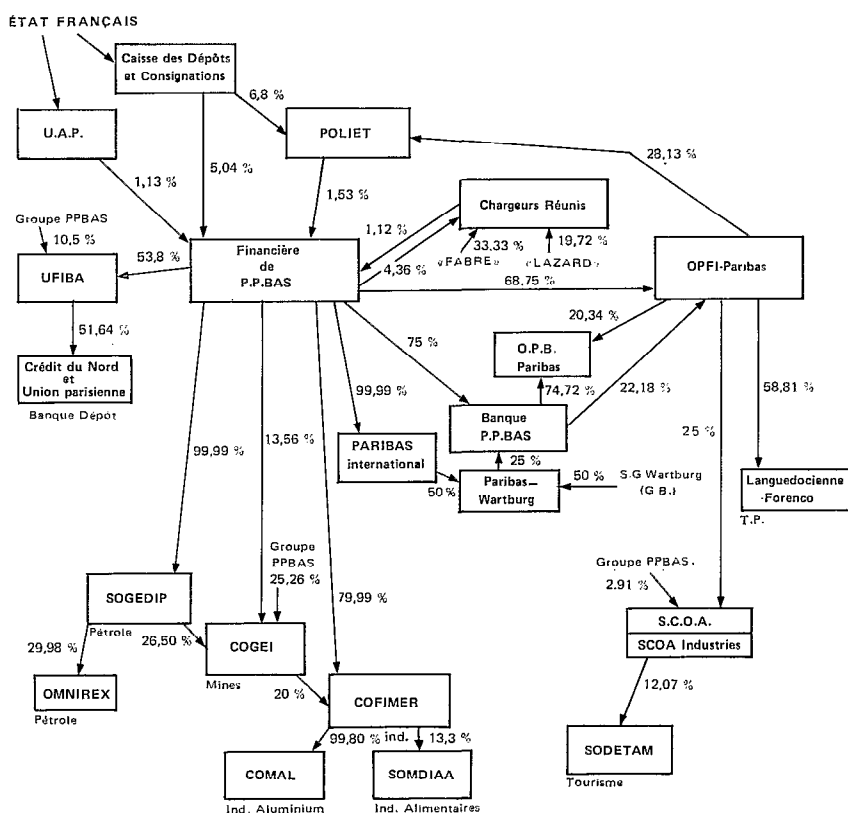 ÉTAT FRANÇAIS
Caisse des Dépôts
et Consignations
6,8 %
U.A.P.
POLIET
28,13 %
5,04 %
1,13 %
1,53 %
Groupe PPBAS
10,5 %
Chargeurs Réunis
1,12 %
33,33 %
19,72 %
«FABRE»
«LAZARD»
53,8 %
Financière
de
P.P.BAS
4,36 %
UFIBA
68,75 %
OPFI-Paribas
51,64 %
20,34 %
75 %
O.P.B.
Paribas
Crédit du Nord
et
Union parisienne
Banque Dépôt
74,72 %
22,18 %
58,81 %
99,99 %
Banque
P.P.BAS
99,99 %
13,56 %
25 %
PARIBAS
international
25 %
50 %
Paribas–
Wartburg
50 %
S.G Wartburg
(G B.)
Languedocienne
-Forenco
T.P.
Groupe
PPBAS
25,26 %
Groupe PPBAS.
2.91 %
79,99 %
SOGEDIP
Pétrole
29,98 %
26,50 %
COGEI
Mines
S.C.O.A.
SCOA Industries
OMNIREX
Pétrole
20 %
COFIMER
12,07 %
99,80 %
ind.
13,3 %
COMAL
Ind. Aluminium
SOMDIAA
Ind. Alimentaires
SODETAM
Tourisme